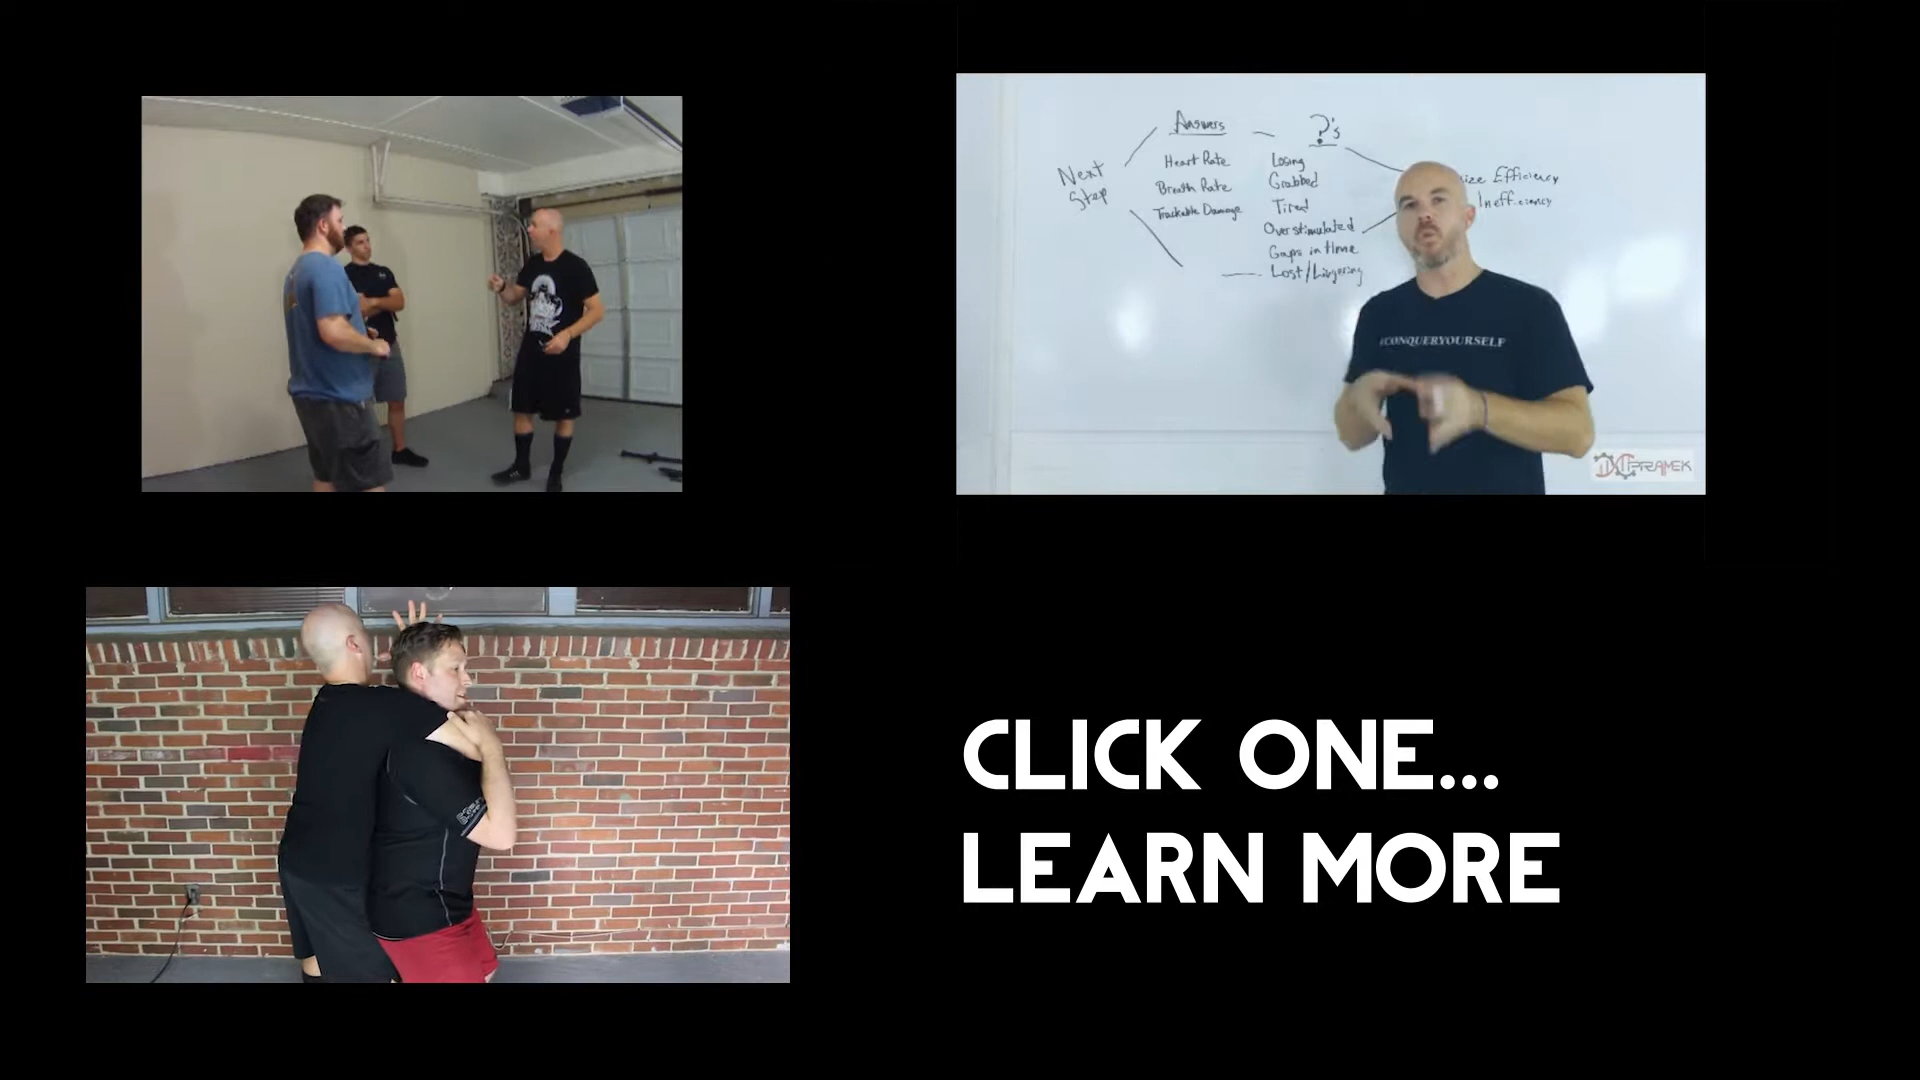 Answers
?'s
Next
Step
Heart Rate
Breath Rate
Trackable Damage
Losing
Grabbed
Tired
Overstimulated
Gaps in time
Lost/Lingering
Efficiency
Inefficiency
#CONQUERYOURSELF
PRAMEK
CLICK ONE...
LEARN MORE